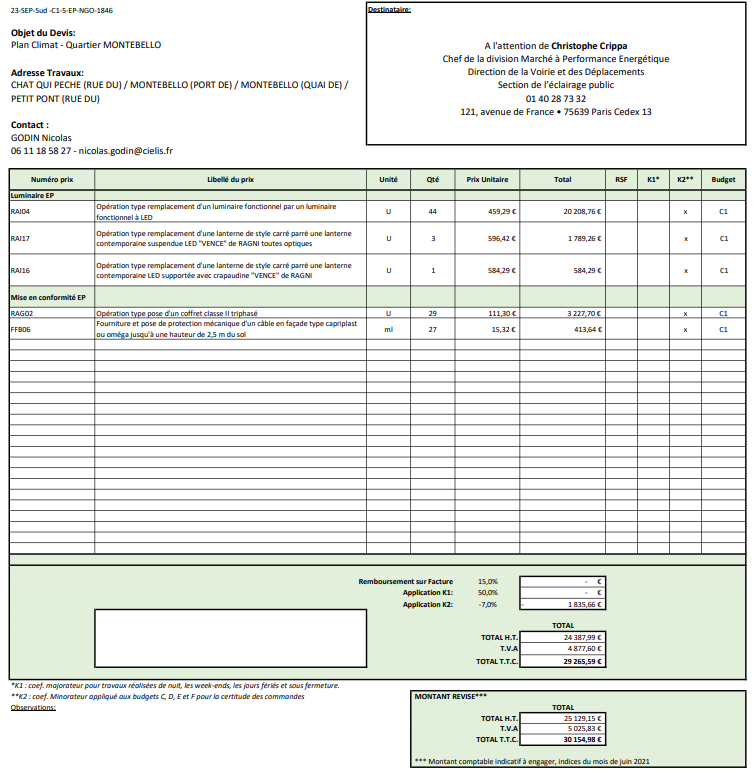 23-SEP-Sud -C1-S-EP-NGO-1846
Objet du Devis:
Plan Climat - Quartier MONTEBELLO
Adresse Travaux:
CHAT QUI PECHE (RUE DU) / MONTEBELLO (PORT DE) / MONTEBELLO (QUAI DE) /
PETIT PONT (RUE DU)
Contact :
GODIN Nicolas
06 11 18 58 27 - nicolas.godin@cielis.fr
Destinataire:
A l'attention de Christophe Crippa
Chef de la division Marché à Performance Energétique
Direction de la Voirie et des Déplacements
Section de l'éclairage public
01 40 28 73 32
121, avenue de France • 75639 Paris Cedex 13
Numéro prix Libellé du prix Unité Qté Prix Unitaire Total RSF K1* K2** Budget
Luminaire EP
RAI04 Opération type remplacement d'un luminaire fonctionnel par un luminaire
fonctionnel à LED U 44 459,29 € 20 208,76 € x C1
RAI17 Opération type remplacement d'une lanterne de style carré parré une lanterne
contemporaine suspendue LED "VENCE" de RAGNI toutes optiques U 3 596,42 € 1 789,26 € x C1
RAI16 Opération type remplacement d'une lanterne de style carré parré une lanterne
contemporaine LED supportée avec crapaudine "VENCE" de RAGNI U 1 584,29 € 584,29 € x C1
Mise en conformité EP
RAG02 Opération type pose d'un coffret classe II triphasé U 29 111,30 € 3 227,70 € x C1
FFB06 Fourniture et pose de protection mécanique d'un câble en façade type capriplast
ou oméga jusqu'à une hauteur de 2,5 m du sol ml 27 15,32 € 413,64 € x C1
Remboursement sur Facture 15,0% - €
Application K1: 50,0% - €
Application K2: -7,0% - 1 835,66 €
TOTAL
TOTAL H.T. 24 387,99 €
T.V.A 4 877,60 €
TOTAL T.T.C. 29 265,59 €
*K1 : coef. majorateur pour travaux réalisées de nuit, les week-ends, les jours fériés et sous fermeture.
**K2 : coef. Minorateur appliqué aux budgets C, D, E et F pour la certitude des commandes
Observations:
MONTANT REVISE***
TOTAL
TOTAL H.T. 25 129,15 €
T.V.A 5 025,83 €
TOTAL T.T.C. 30 154,98 €
*** Montant comptable indicatif à engager, indices du mois de juin 2021